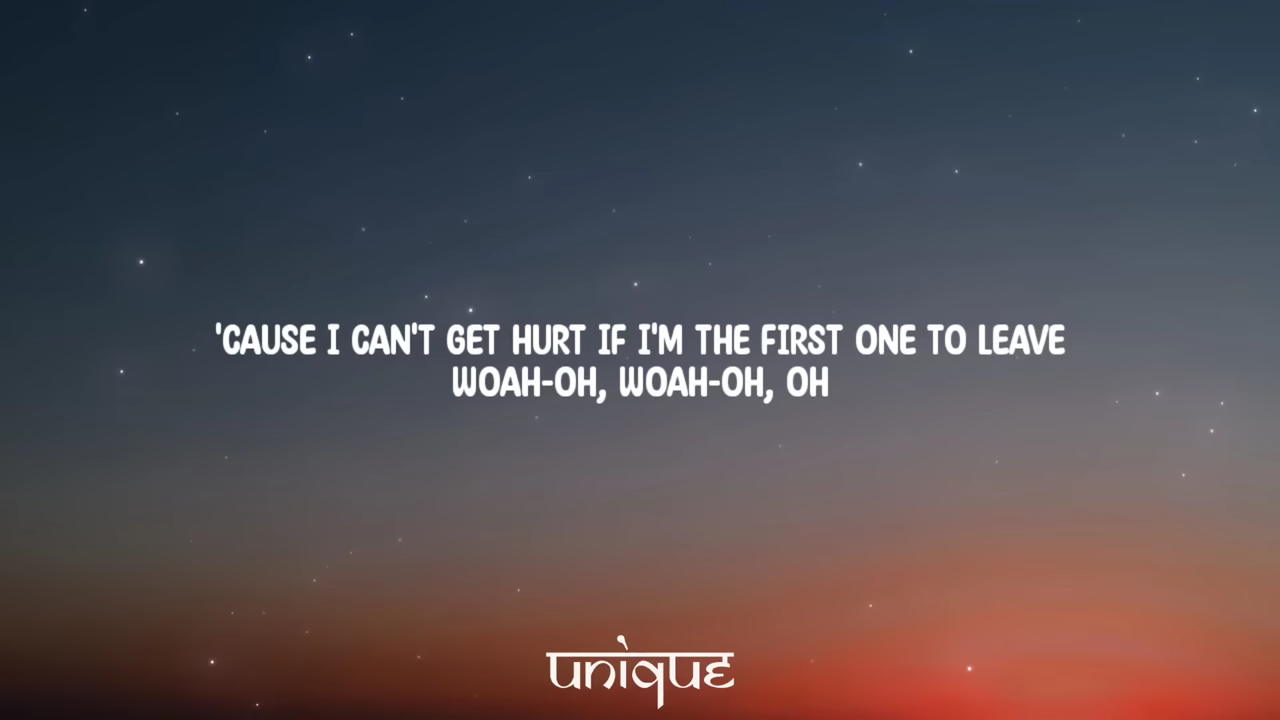 'CAUSE I CAN'T GET HURT IF I'M THE FIRST ONE TO LEAVE
WOAH-OH, WOAH-OH, OH
UNIQUE